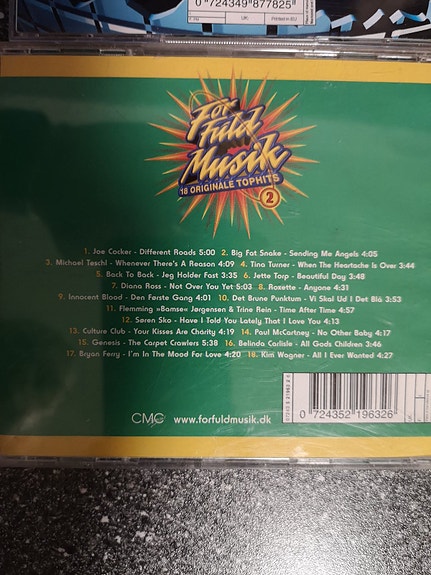 0 724349 877825
UK:
Printed in EU
For
Fuld
Musik
18 ORIGINALE TOPHITS
2
1. Joe Cocker - Different Roads 5:00 2. Big Fat Snake - Sending Me Angels 4:05
3. Michael Teschl - Whenever There's A Reason 4:09 4. Tina Turner - When The Heartache Is Over 3:44
5. Back To Back - Jeg Holder Fast 3:35 6. Jette Torp - Beautiful Day 3:48
7. Diana Ross - Not Over You Yet 5:03 8. Roxette - Anyone 4:31
9. Innocent Blood - Den Første Gang 4:01 10. Det Brune Punktum - Vi Skal Ud I Det Blå 3:53
11. Flemming »Bamse« Jørgensen & Trine Rein - Time After Time 4:57
12. Søren Sko - Have I Told You Lately That I Love You 4:13
13. Culture Club - Your Kisses Are Charity 4:19 14. Paul McCartney - No Other Baby 4:17
15. Genesis - The Carpet Crawlers 5:38 16. Belinda Carlisle - All Gods Children 3:46
17. Bryan Ferry - I'm In The Mood For Love 4:20 18. Kim Wagner - All I Ever Wanted 4:27
CMC www.forfuldmusik.dk
0 724352 196326